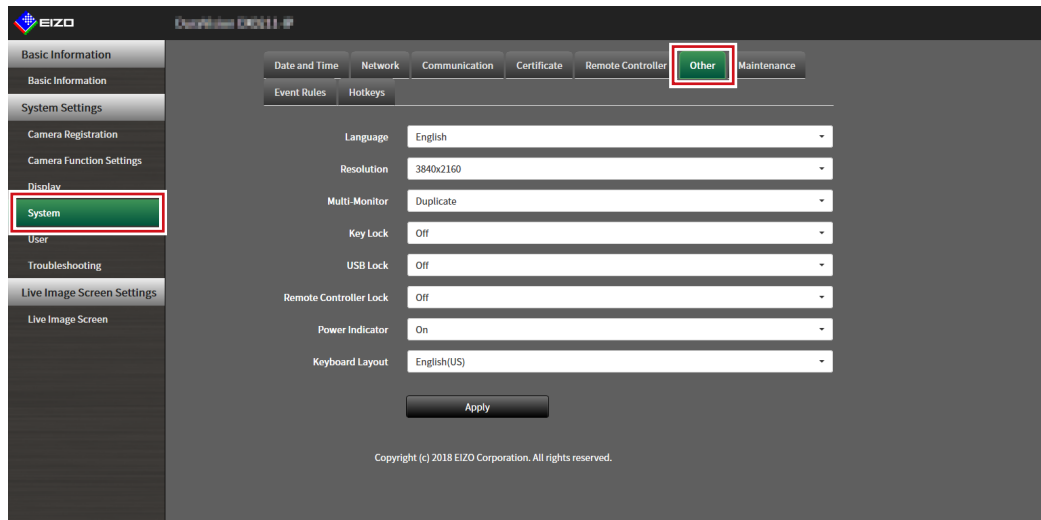 EIZO
Basic Information
Basic Information
System Settings
Camera Registration
Camera Function Settings
Display
System
User
Troubleshooting
Live Image Screen Settings
Live Image Screen
Date and Time Network Communication Certificate Remote Controller Other Maintenance
Event Rules Hotkeys
Language English
Resolution 3840x2160
Multi-Monitor Duplicate
Key Lock Off
USB Lock Off
Remote Controller Lock Off
Power Indicator On
Keyboard Layout English(US)
Apply
Copyright (c) 2018 EIZO Corporation. All rights reserved.